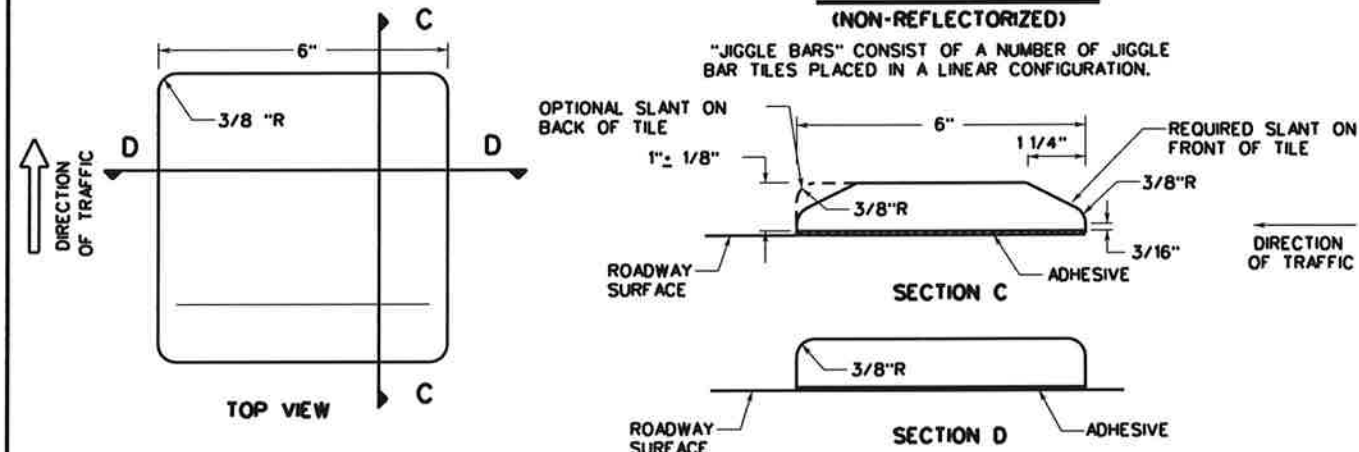 C
6"
3/8 "R
D
D
DIRECTION
OF TRAFFIC
C
TOP VIEW
(NON-REFLECTORIZED)
"JIGGLE BARS" CONSIST OF A NUMBER OF JIGGLE
BAR TILES PLACED IN A LINEAR CONFIGURATION.
OPTIONAL SLANT ON
BACK OF TILE
6"
1 1/4"
REQUIRED SLANT ON
FRONT OF TILE
1"± 1/8"
3/8"R
3/8"R
3/16"
DIRECTION
OF TRAFFIC
ROADWAY
SURFACE
ADHESIVE
SECTION C
3/8"R
ROADWAY
SURFACE
ADHESIVE
SECTION D